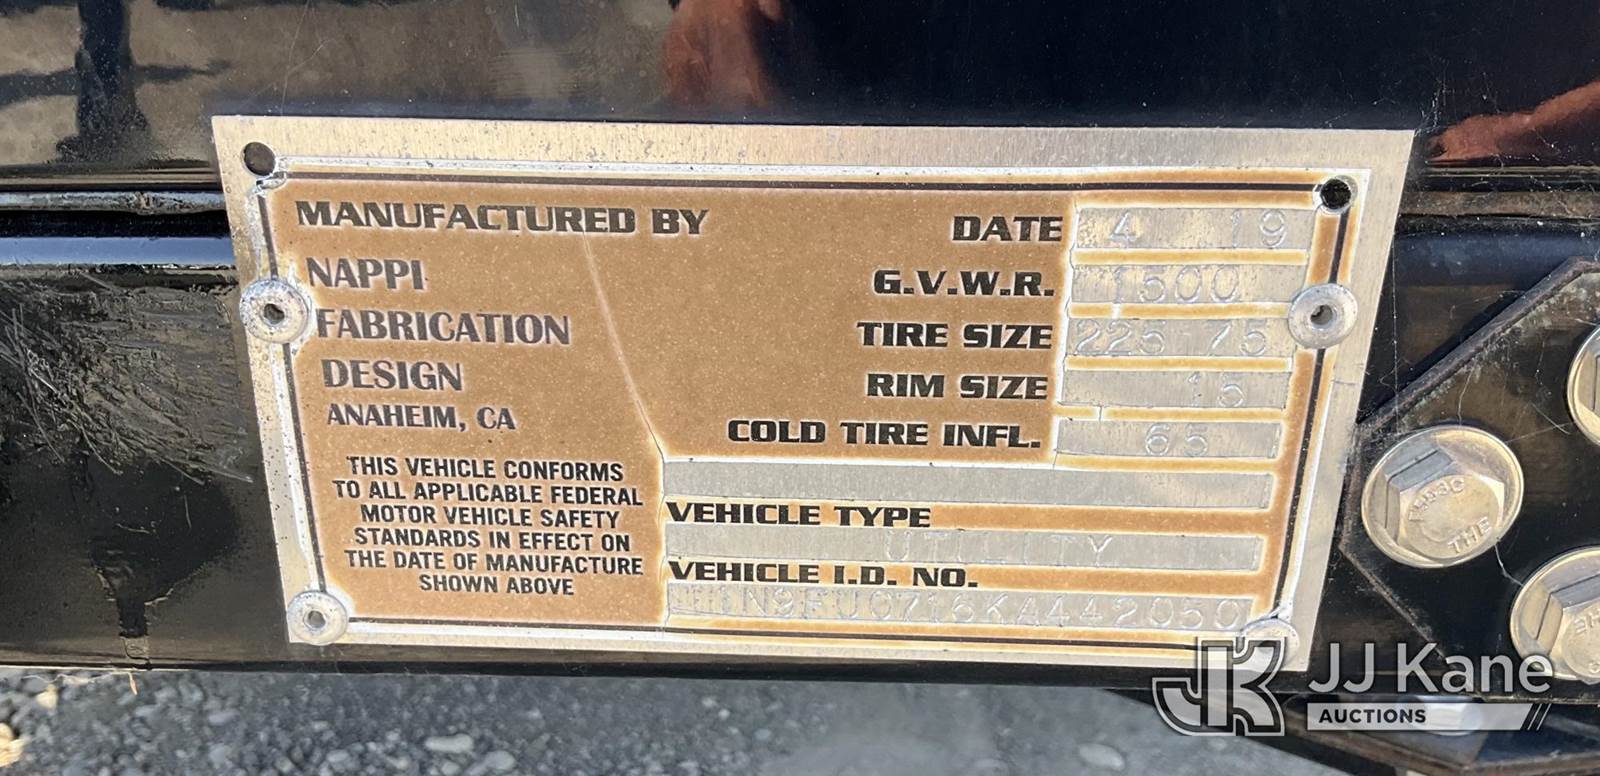 MANUFACTURED BY
NAPPI
FABRICATION
DESIGN
ANAHEIM, CA
THIS VEHICLE CONFORMS
TO ALL APPLICABLE FEDERAL
MOTOR VEHICLE SAFETY
STANDARDS IN EFFECT ON
THE DATE OF MANUFACTURE
SHOWN ABOVE
DATE 4 19
G.V.W.R. 1500
TIRE SIZE 225 75
RIM SIZE 15
COLD TIRE INFL. 65
VEHICLE TYPE
UTILITY
VEHICLE I.D. NO.
1N9FU0716KA442050
THE
JJ Kane
AUCTIONS